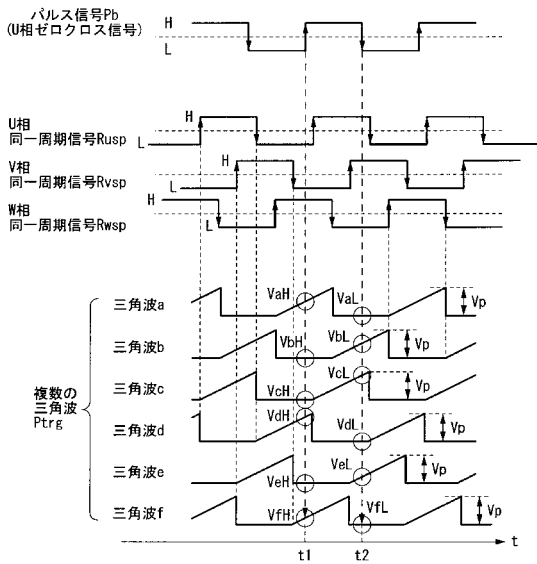 パルス信号Pb
(U相ゼロクロス信号)
H
L
U相
同一周期信号Rusp
H
L
V相
同一周期信号Rvsp
H
L
W相
同一周期信号Rwsp
H
L
複数の
三角波
Ptrg
三角波a
VaH
VaL
Vp
三角波b
VbH
VbL
Vp
三角波c
VcH
VcL
Vp
三角波d
VdH
VdL
Vp
三角波e
VeH
VeL
Vp
三角波f
VfH
VfL
Vp
t1
t2
t